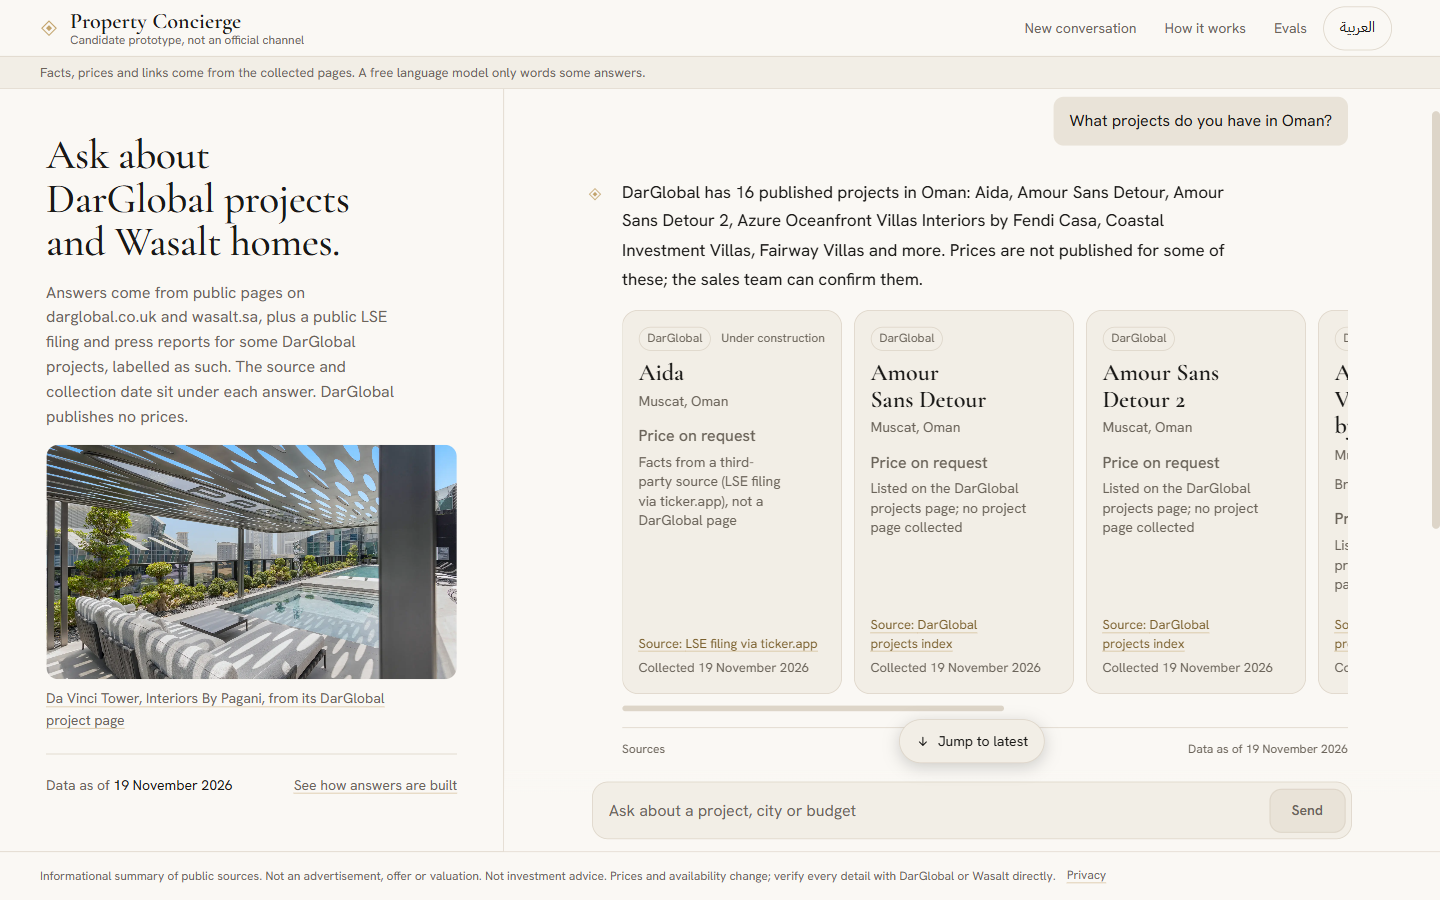 Property Concierge
Candidate prototype, not an official channel
New conversation
How it works
Evals
العربية
Facts, prices and links come from the collected pages. A free language model only words some answers.
Ask about
DarGlobal projects
and Wasalt homes.
Answers come from public pages on
darglobal.co.uk and wasalt.sa, plus a public LSE
filing and press reports for some DarGlobal
projects, labelled as such. The source and
collection date sit under each answer. DarGlobal
publishes no prices.
Da Vinci Tower, Interiors By Pagani, from its DarGlobal
project page
Data as of 19 November 2026
See how answers are built
What projects do you have in Oman?
DarGlobal has 16 published projects in Oman: Aida, Amour Sans Detour, Amour
Sans Detour 2, Azure Oceanfront Villas Interiors by Fendi Casa, Coastal
Investment Villas, Fairway Villas and more. Prices are not published for some of
these; the sales team can confirm them.
DarGlobal
Under construction
Aida
Muscat, Oman
Price on request
Facts from a third-
party source (LSE filing
via ticker.app), not a
DarGlobal page
Source: LSE filing via ticker.app
Collected 19 November 2026
DarGlobal
Amour
Sans Detour
Muscat, Oman
Price on request
Listed on the DarGlobal
projects page; no project
page collected
Source: DarGlobal
projects index
Collected 19 November 2026
DarGlobal
Amour Sans
Detour 2
Muscat, Oman
Price on request
Listed on the DarGlobal
projects page; no project
page collected
Source: DarGlobal
projects index
Collected 19 November 2026
Jump to latest
Sources
Data as of 19 November 2026
Ask about a project, city or budget
Send
Informational summary of public sources. Not an advertisement, offer or valuation. Not investment advice. Prices and availability change; verify every detail with DarGlobal or Wasalt directly.
Privacy